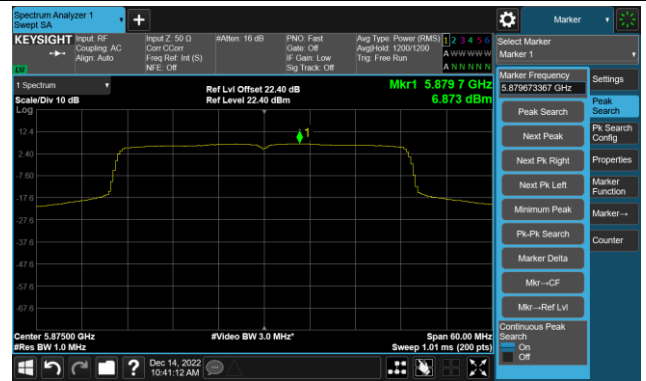 Spectrum Analyzer 1
Swept SA
+
Marker
KEYSIGHT
Input: RF
Coupling: AC
Align: Auto
Input Z: 50 Ω
Corr CCorr
Freq Ref: Int (S)
NFE: Off
#Atten: 16 dB
PNO: Fast
Gate: Off
IF Gain: Low
Sig Track: Off
Avg Type: Power (RMS)
Avg|Hold: 1200/1200
Trig: Free Run
1 2 3 4 5 6
A W W W W W
A N N N N N
Select Marker
Marker 1
1 Spectrum
Scale/Div 10 dB
Log
Ref Lvl Offset 22.40 dB
Ref Level 22.40 dBm
Mkr1 5.879 7 GHz
6.873 dBm
12.4
2.40
-7.60
-17.6
-27.6
-37.6
-47.6
-57.6
-67.6
1
Center 5.87500 GHz
#Res BW 1.0 MHz
#Video BW 3.0 MHz*
Span 60.00 MHz
Sweep 1.01 ms (200 pts)
Marker Frequency
5.879673367 GHz
Peak Search
Next Peak
Next Pk Right
Next Pk Left
Minimum Peak
Pk-Pk Search
Marker Delta
Mkr→CF
Mkr→Ref Lvl
Continuous Peak
Search
On
Off
Settings
Peak
Search
Pk Search
Config
Properties
Marker
Function
Marker→
Counter
?
Dec 14, 2022
10:41:12 AM